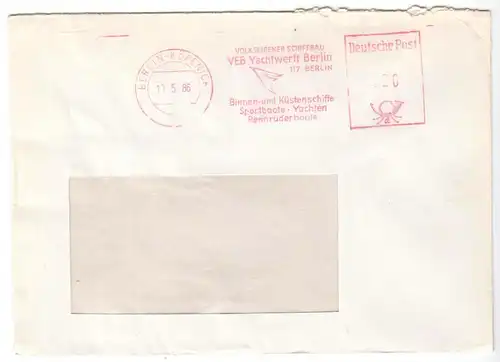 BERLIN-KÖPENICK
11.5.86
VOLKSEIGENER SCHIFFBAU
VEB Yachtwerft Berlin
117 BERLIN
Binnen- und Küstenschiffe
Sportboote · Yachten
Rennruderboote
Deutsche Post
20